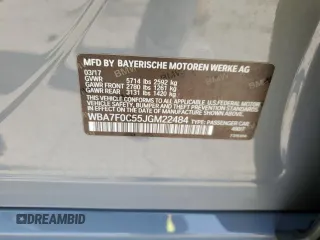 MFD. BY BAYERISCHE MOTOREN WERKE AG
03/17
GVWR 5714 lbs 2592 kg
GAWR FRONT 2780 lbs 1261 kg
GAWR REAR 3131 lbs 1420 kg
THIS VEHICLE CONFORMS TO ALL APPLICABLE U.S. FEDERAL MOTOR
VEHICLE SAFETY, BUMPER, AND THEFT PREVENTION STANDARDS
IN EFFECT ON THE DATE OF MANUFACTURE SHOWN ABOVE.
WBA7F0C55JGM22484 TYPE: PASSENGER CAR
DREAMBID